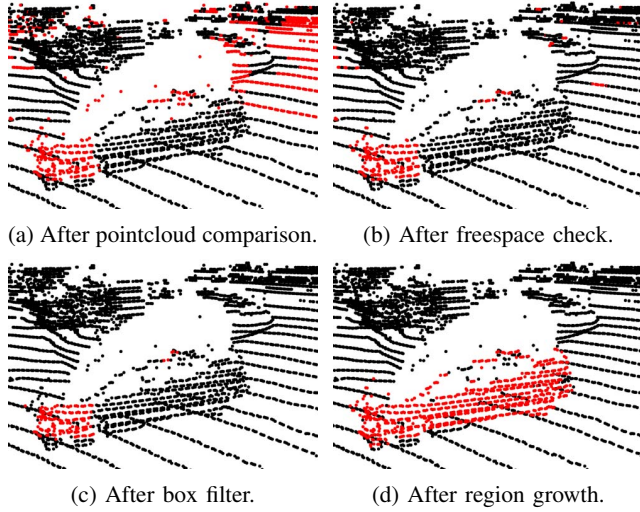 (a) After pointcloud comparison.
(b) After freespace check.
(c) After box filter.
(d) After region growth.